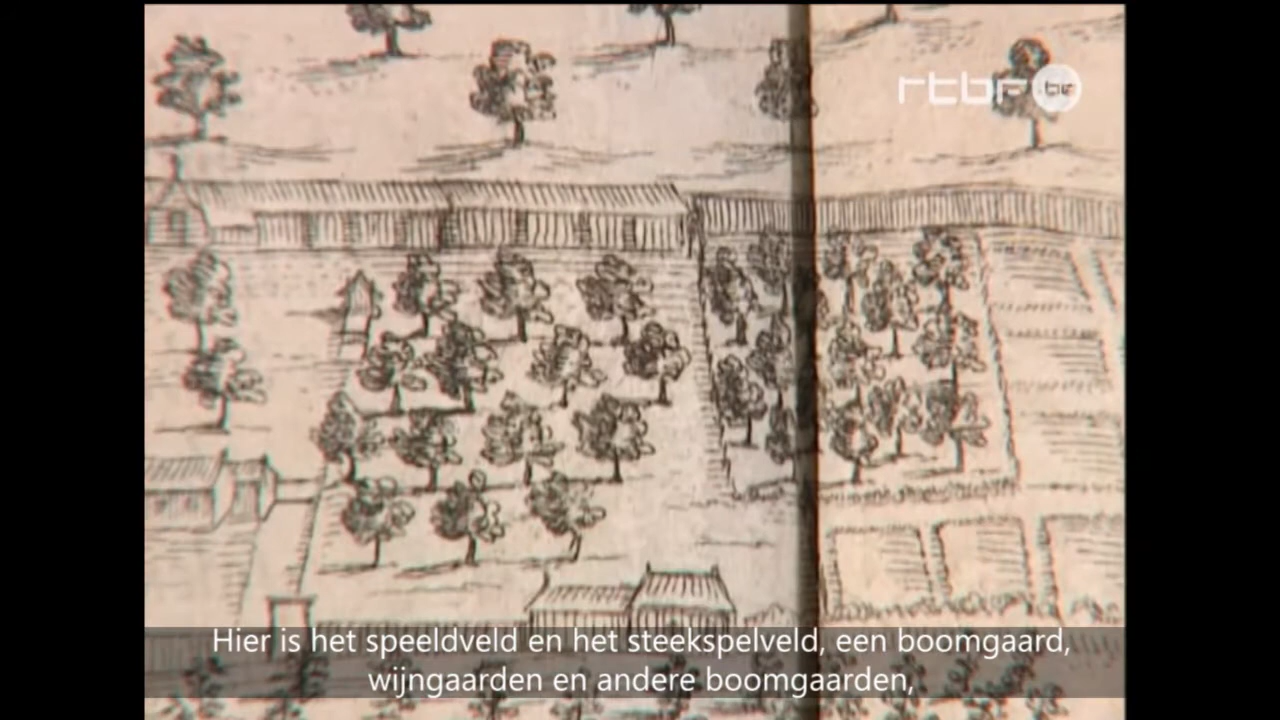 rtbf.be
Hier is het speeldveld en het steekspelveld, een boomgaard,
wijngaarden en andere boomgaarden,